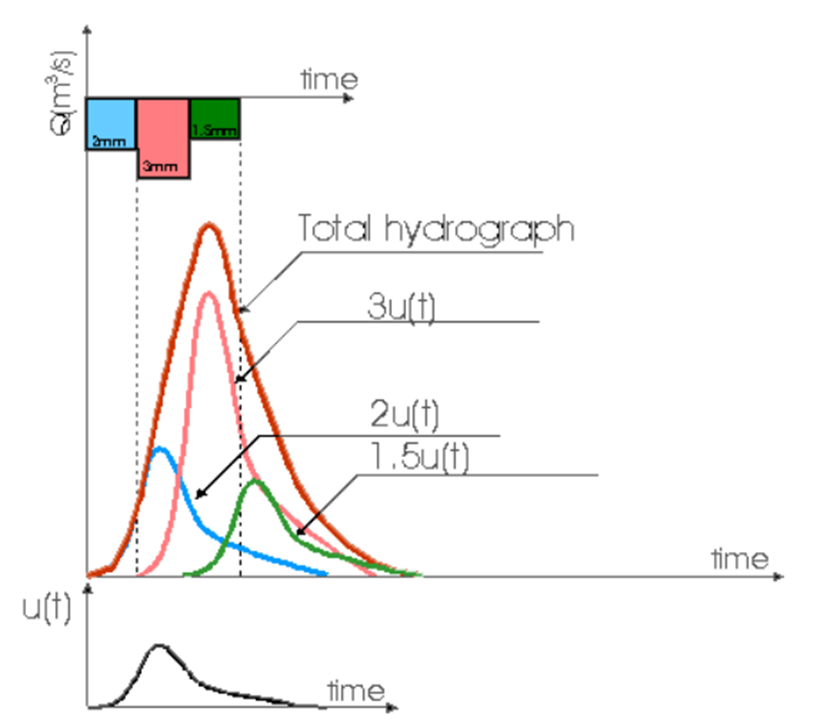 Q(m³/s)
time
2mm
3mm
1.5mm
Total hydrograph
3u(t)
2u(t)
1.5u(t)
time
u(t)
time